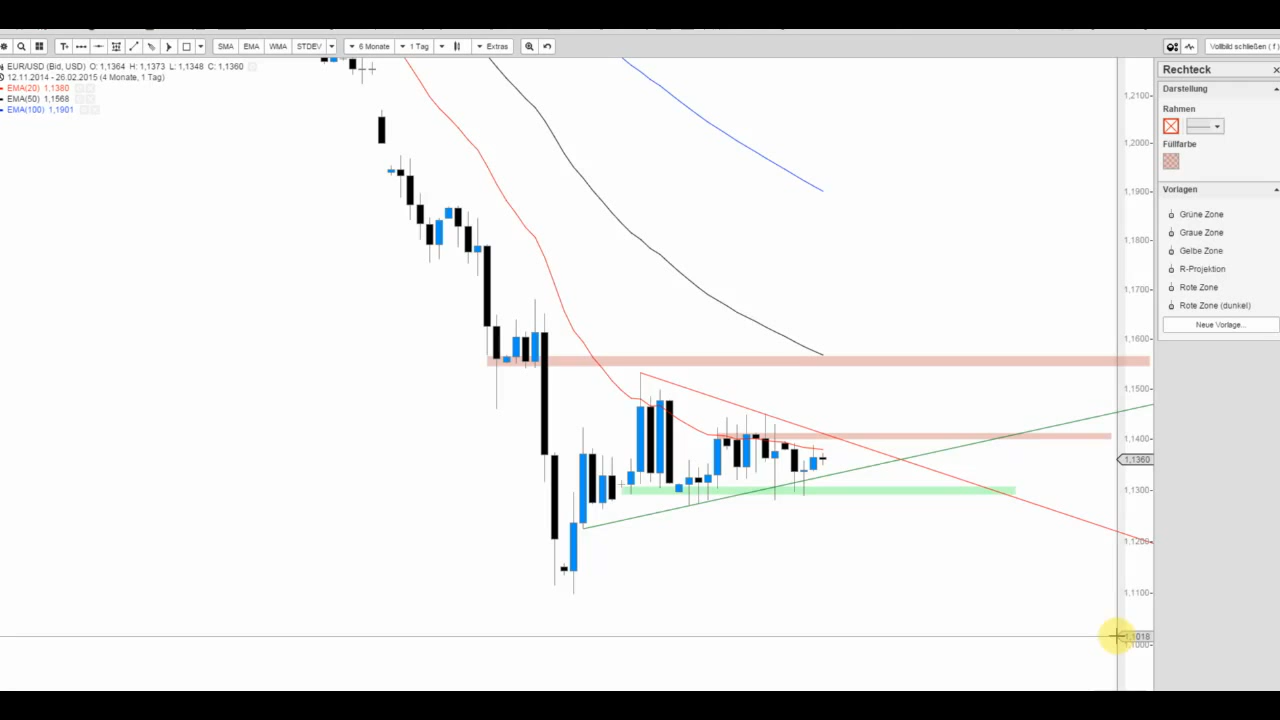 T+ SMA EMA WMA STDEV 6 Monate 1 Tag Extras Vollbild schließen ( f )
EUR/USD (Bid, USD) O: 1,1364 H: 1,1373 L: 1,1348 C: 1,1360
12.11.2014 - 26.02.2015 (4 Monate, 1 Tag)
EMA(20) 1,1380
EMA(50) 1,1568
EMA(100) 1,1901
1,2100
1,2000
1,1900
1,1800
1,1700
1,1600
1,1500
1,1400
1,1360
1,1300
1,1200
1,1100
1,1018
1,1000
Rechteck
Darstellung
Rahmen
Füllfarbe
Vorlagen
Grüne Zone
Graue Zone
Gelbe Zone
R-Projektion
Rote Zone
Rote Zone (dunkel)
Neue Vorlage...